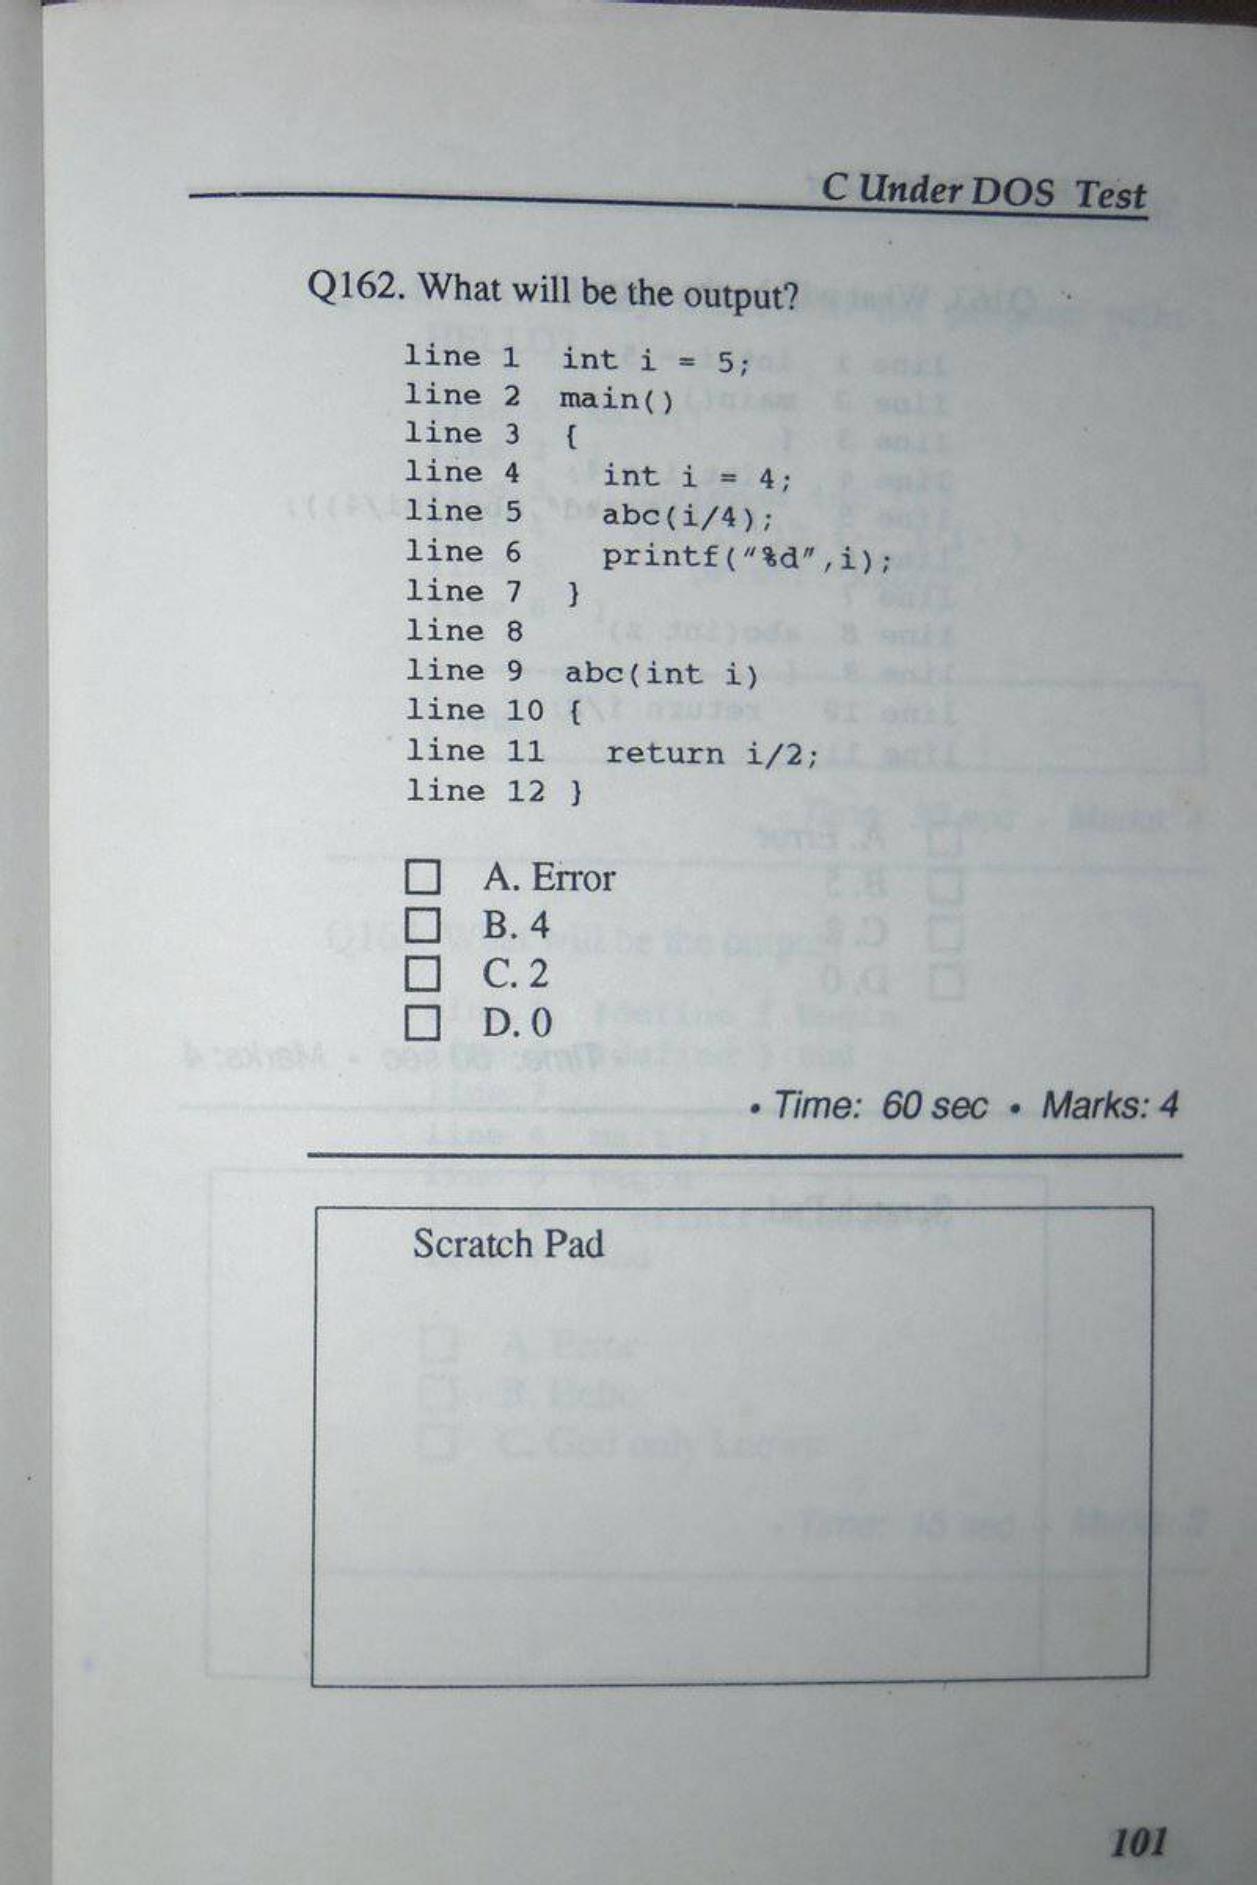 C Under DOS Test
Q162. What will be the output?
line 1 int i = 5;
line 2 main()
line 3 {
line 4 int i = 4;
line 5 abc(i/4);
line 6 printf("%d",i);
line 7 }
line 8
line 9 abc(int i)
line 10 {
line 11 return i/2;
line 12 }
A. Error
B. 4
C. 2
D. 0
• Time: 60 sec • Marks: 4
Scratch Pad
101